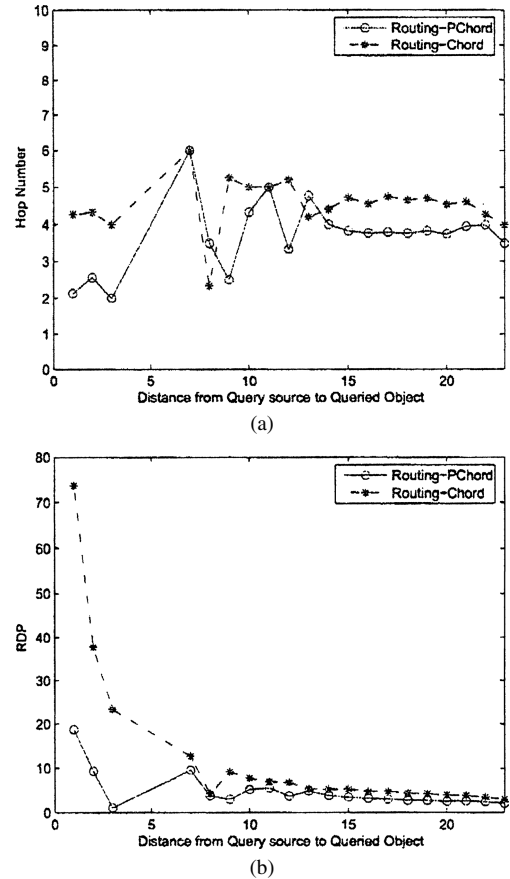 10
9
8
7
6
5
4
3
2
1
0
Hop Number
Routing-PChord
Routing-Chord
0 5 10 15 20
Distance from Query source to Queried Object
(a)
80
70
60
50
40
30
20
10
0
RDP
Routing-PChord
Routing-Chord
0 5 10 15 20
Distance from Query source to Queried Object
(b)